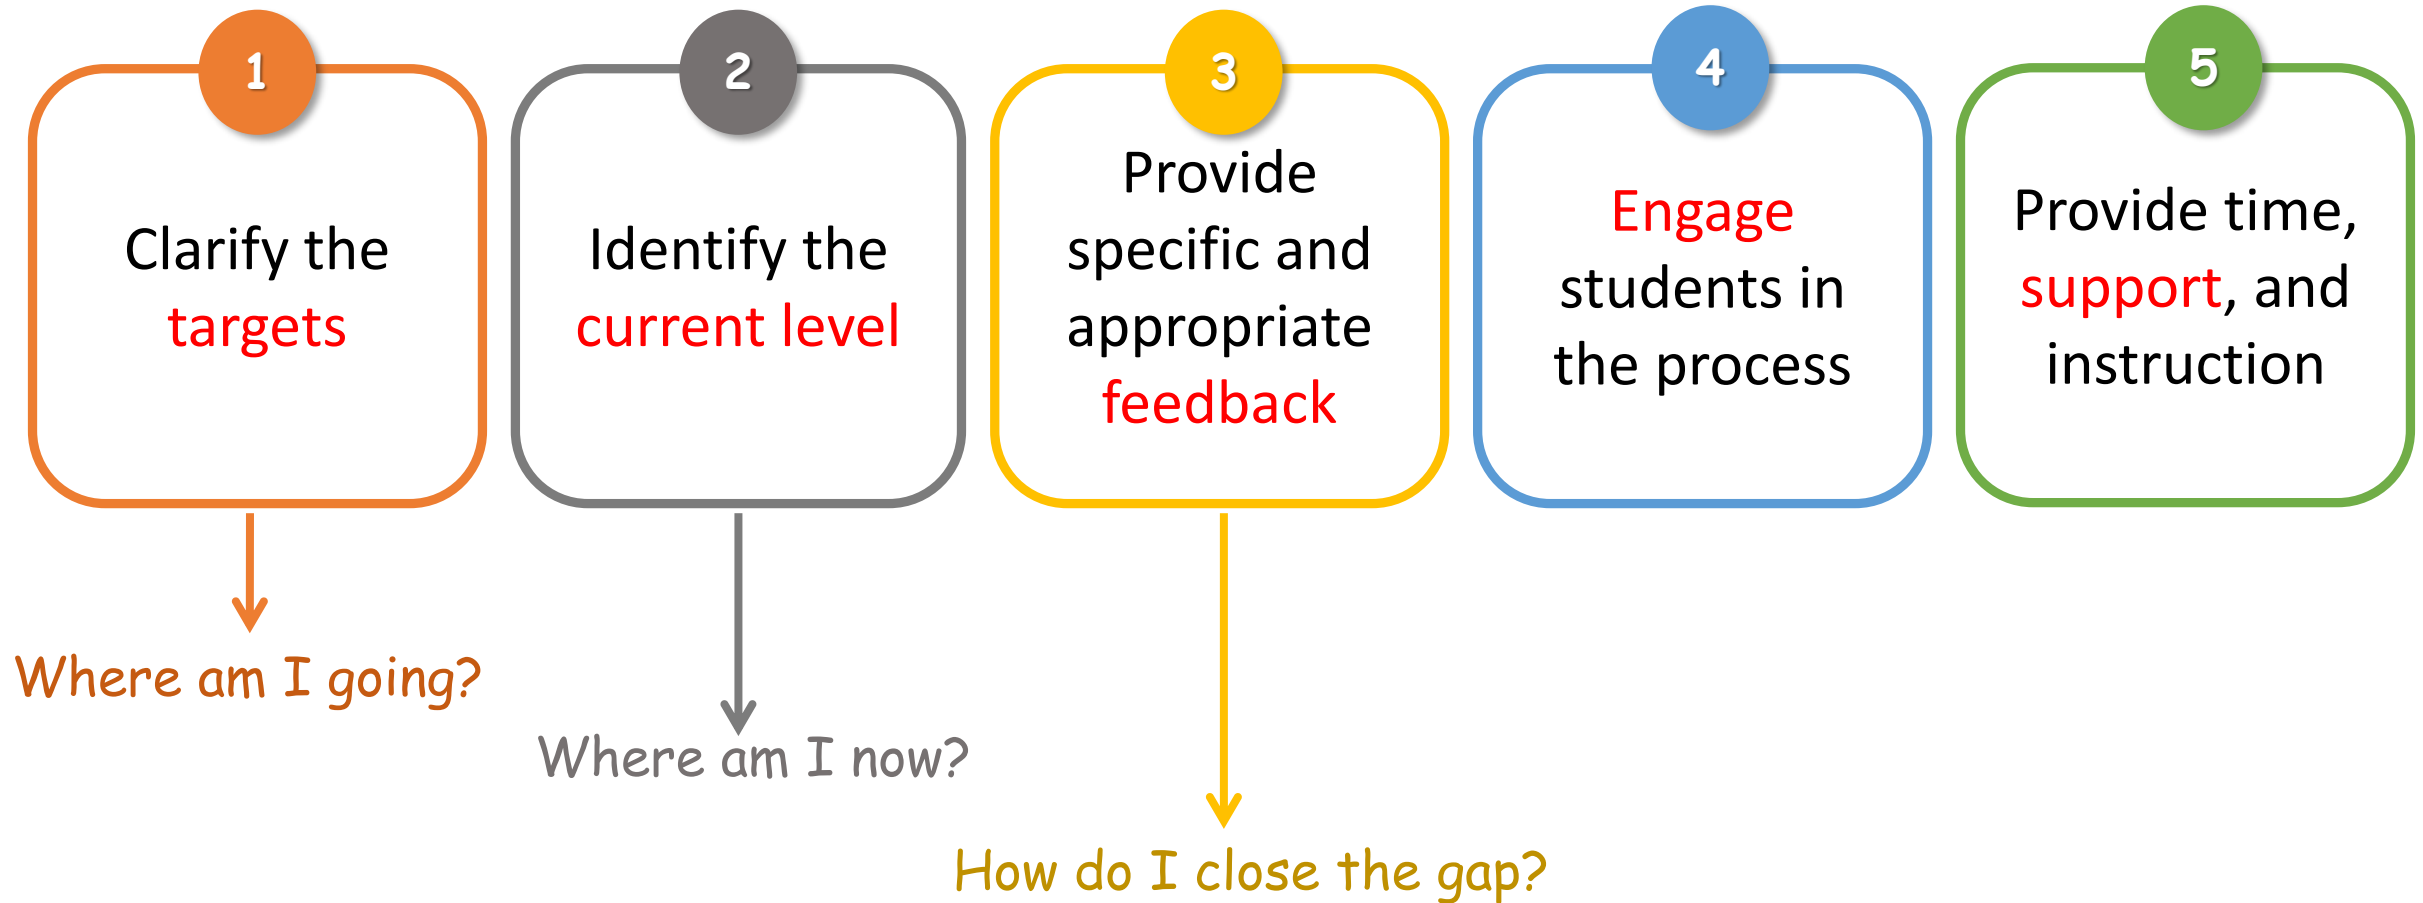 1
Clarify the
targets
2
Identify the
current level
3
Provide
specific and
appropriate
feedback
4
Engage
students in
the process
5
Provide time,
support, and
instruction
Where am I going?
Where am I now?
How do I close the gap?